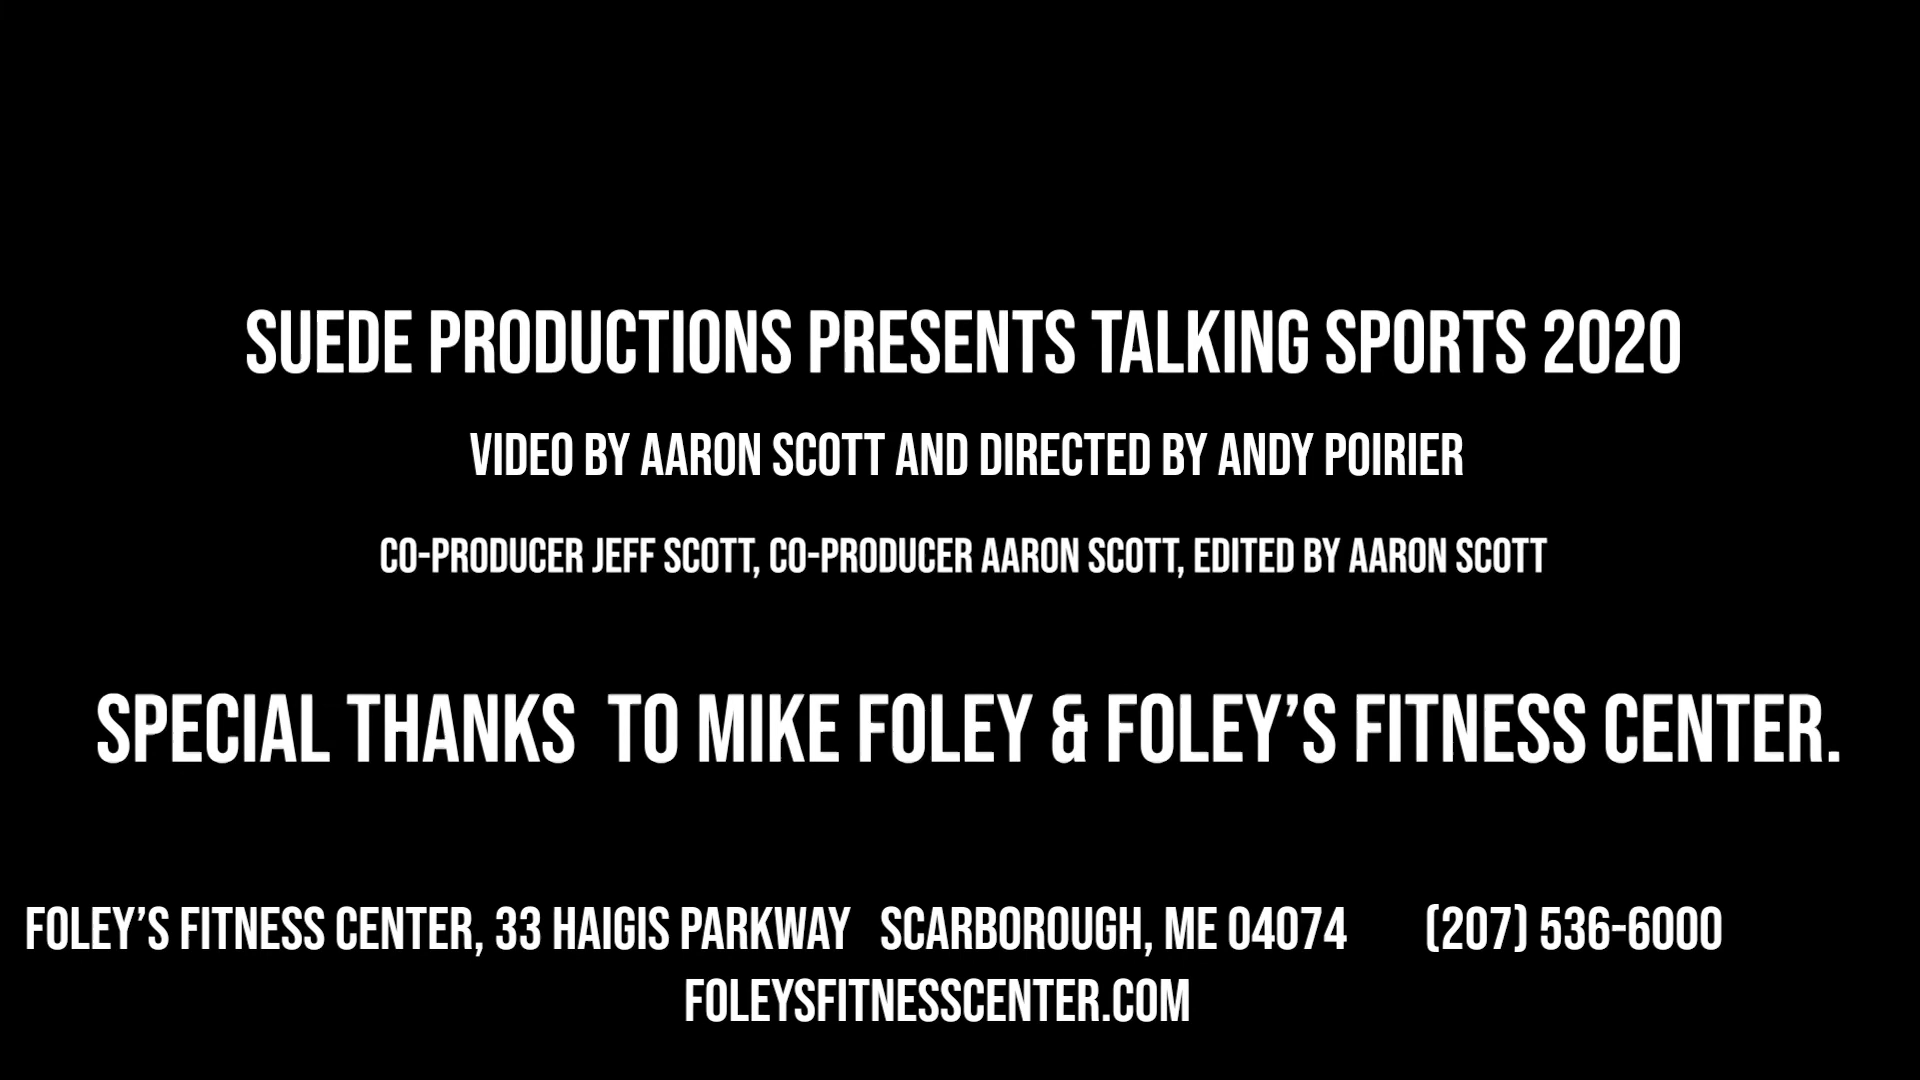 SUEDE PRODUCTIONS PRESENTS TALKING SPORTS 2020
VIDEO BY AARON SCOTT AND DIRECTED BY ANDY POIRIER
CO-PRODUCER JEFF SCOTT, CO-PRODUCER AARON SCOTT, EDITED BY AARON SCOTT
SPECIAL THANKS TO MIKE FOLEY & FOLEY’S FITNESS CENTER.
FOLEY’S FITNESS CENTER, 33 HAIGIS PARKWAY SCARBOROUGH, ME 04074 (207) 536-6000
FOLEYSFITNESSCENTER.COM